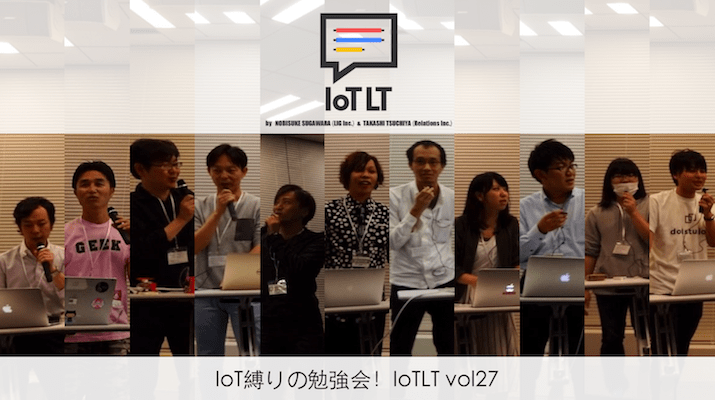 IoT LT
by NOBISUKE SUGAWARA (LIG Inc.) & TAKASHI TSUCHIYA (Relations Inc.)
GEEK
dotstudio
IoT縛りの勉強会！ IoTLT vol27